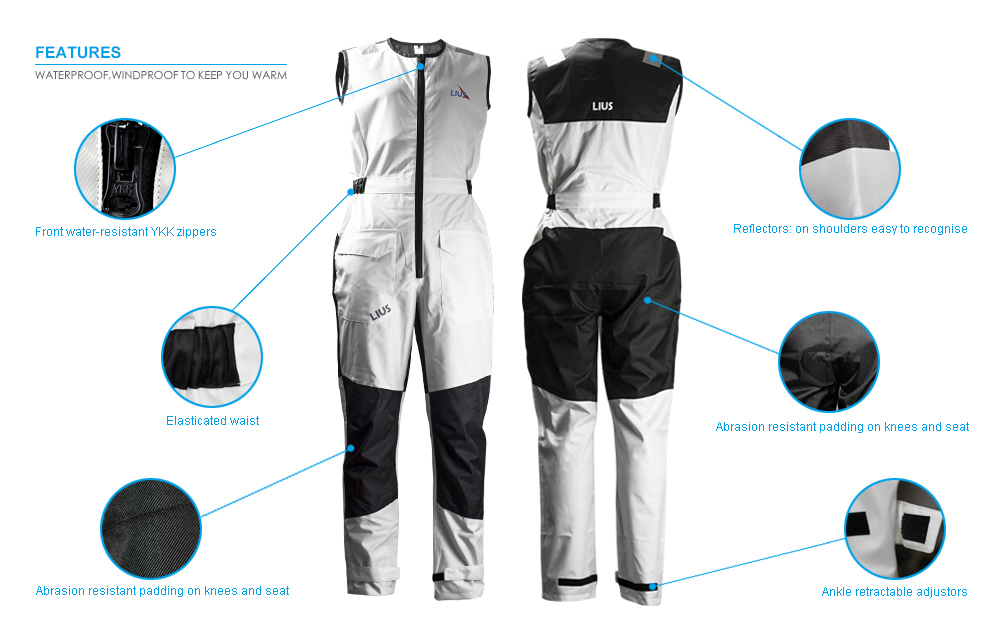 FEATURES
WATERPROOF,WINDPROOF TO KEEP YOU WARM
LIUS
LIUS
YKK
Front water-resistant YKK zippers
Reflectors: on shoulders easy to recognise
LIUS
Elasticated waist
Abrasion resistant padding on knees and seat
Abrasion resistant padding on knees and seat
Ankle retractable adjustors